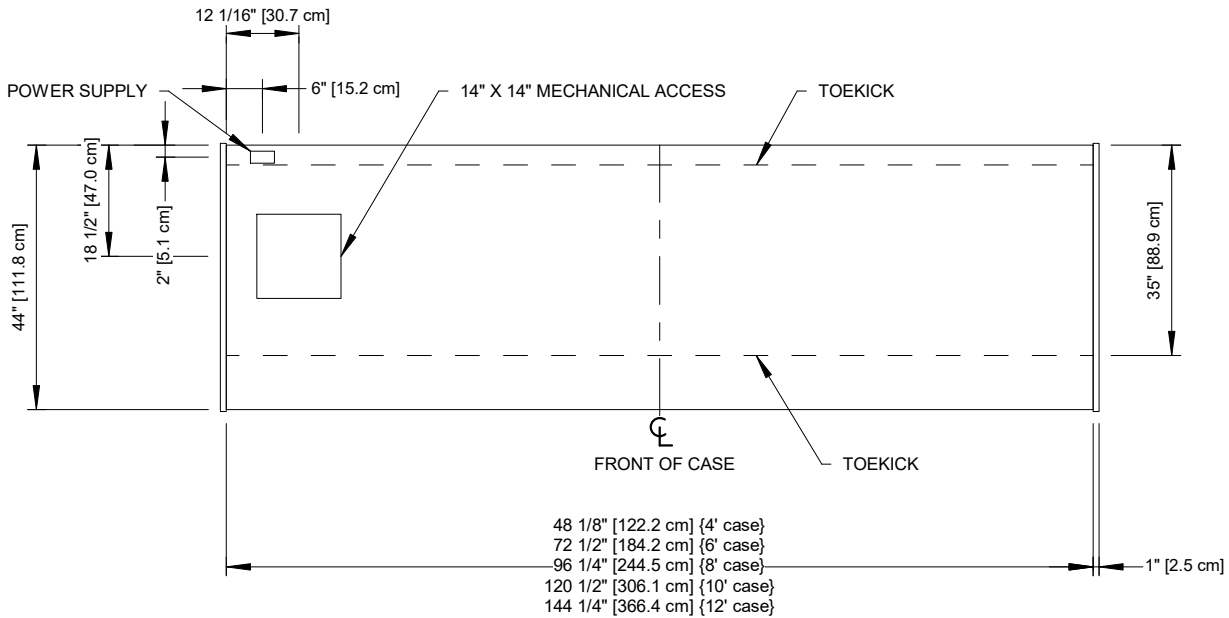 12 1/16" [30.7 cm]
POWER SUPPLY
6" [15.2 cm]
14" X 14" MECHANICAL ACCESS
TOEKICK
44" [111.8 cm]
18 1/2" [47.0 cm]
2" [5.1 cm]
35" [88.9 cm]
℄
FRONT OF CASE
TOEKICK
48 1/8" [122.2 cm] {4' case}
72 1/2" [184.2 cm] {6' case}
96 1/4" [244.5 cm] {8' case}
120 1/2" [306.1 cm] {10' case}
144 1/4" [366.4 cm] {12' case}
1" [2.5 cm]